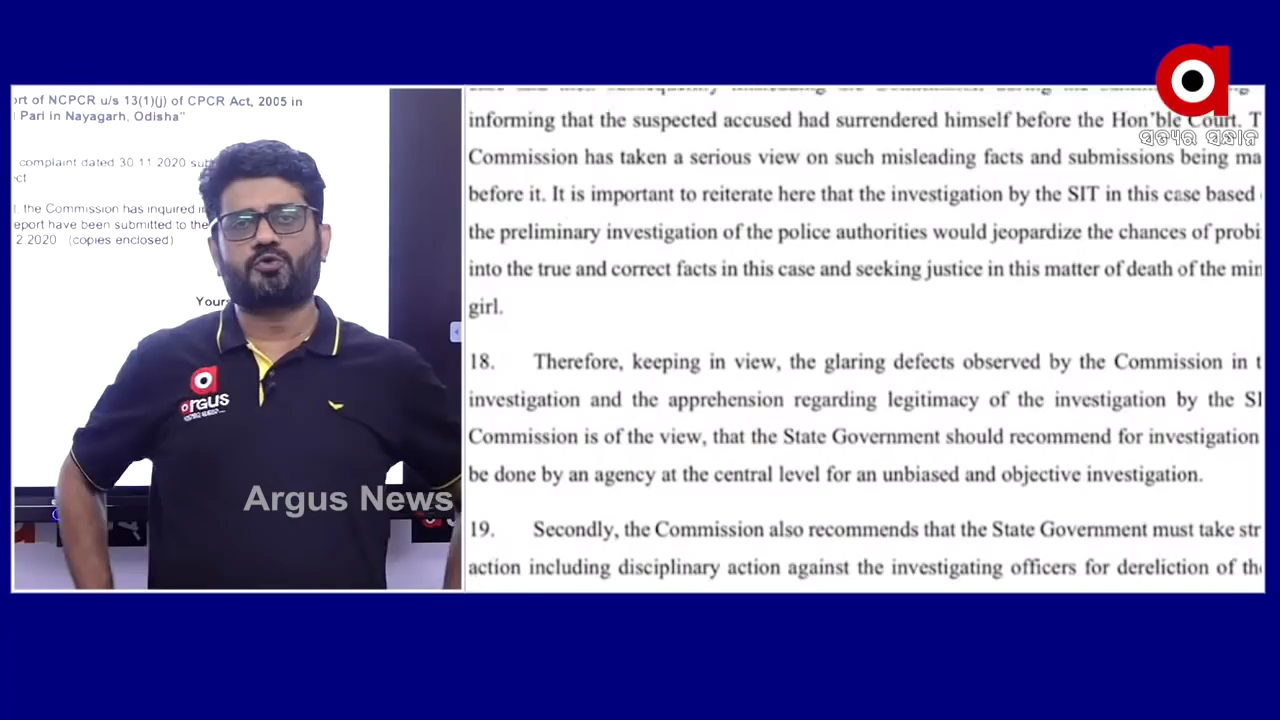 ort of NCPCR u/s 13(1)(j) of CPCR Act, 2005 in
Pari in Nayagarh, Odisha"
complaint dated 30.11.2020
ect
the Commission has inquired
eport have been submitted to the
2.2020 (copies enclosed)
Yours
argus
Argus News
ସତ୍ୟର ସନ୍ଧାନ
informing that the suspected accused had surrendered himself before the Hon'ble Court. T
Commission has taken a serious view on such misleading facts and submissions being ma
before it. It is important to reiterate here that the investigation by the SIT in this case based
the preliminary investigation of the police authorities would jeopardize the chances of probi
into the true and correct facts in this case and seeking justice in this matter of death of the min
girl.
18. Therefore, keeping in view, the glaring defects observed by the Commission in t
investigation and the apprehension regarding legitimacy of the investigation by the SI
Commission is of the view, that the State Government should recommend for investigation
be done by an agency at the central level for an unbiased and objective investigation.
19. Secondly, the Commission also recommends that the State Government must take str
action including disciplinary action against the investigating officers for dereliction of the